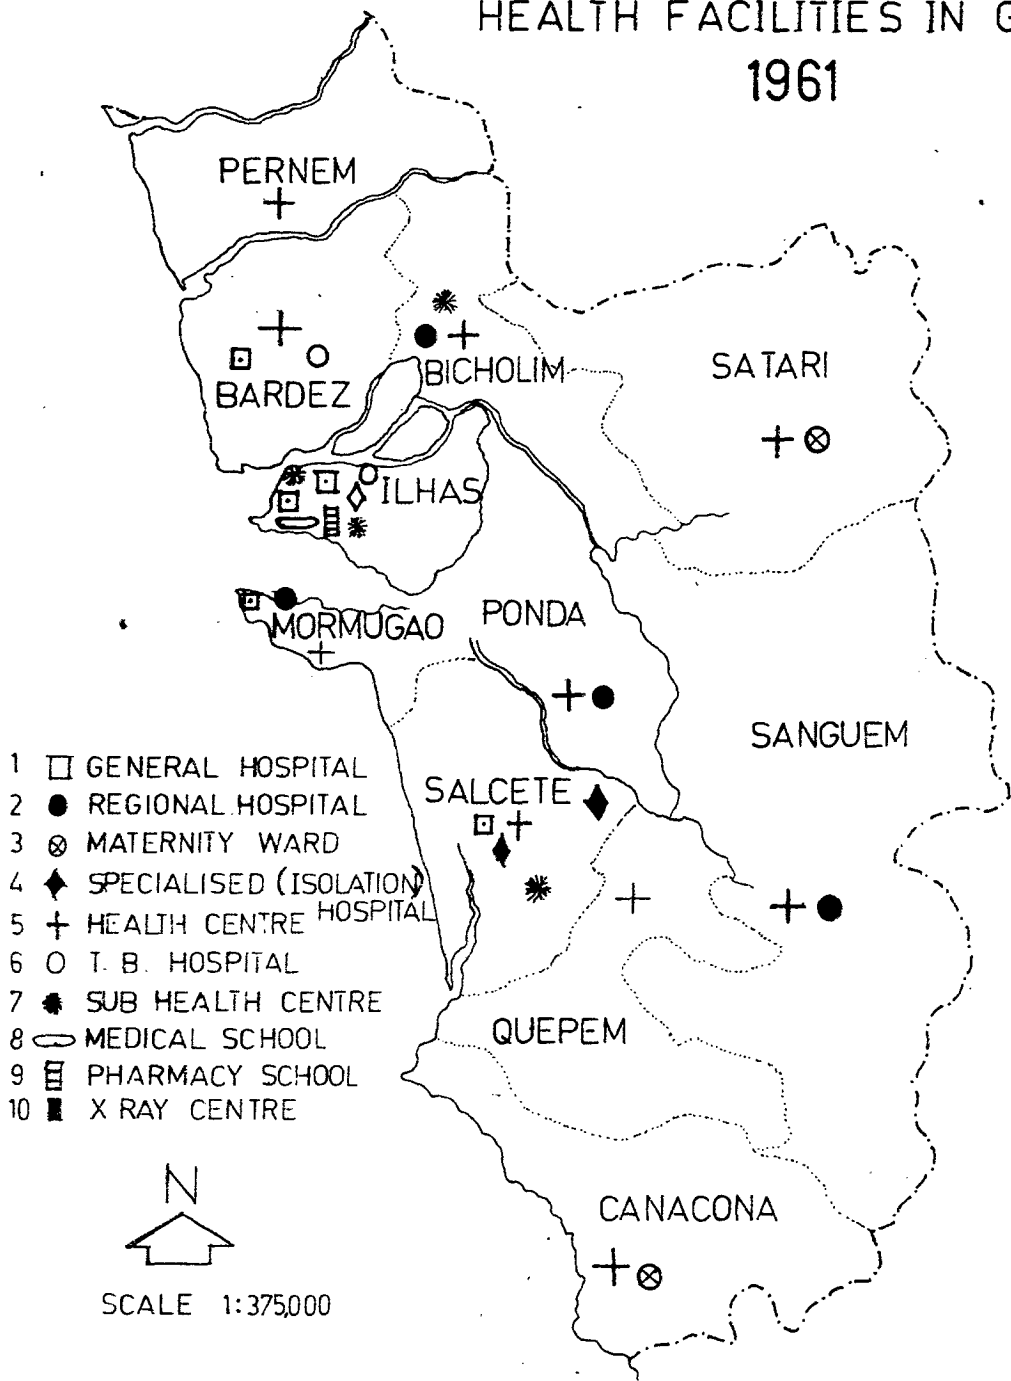 HEALTH FACILITIES IN G
1961
PERNEM
BICHOLIM
SATARI
BARDEZ
ILHAS
PONDA
MORMUGAO
SANGUEM
SALCETE
1 GENERAL HOSPITAL
2 REGIONAL HOSPITAL
3 MATERNITY WARD
4 SPECIALISED (ISOLATION) HOSPITAL
5 HEALTH CENTRE
6 T. B. HOSPITAL
7 SUB HEALTH CENTRE
8 MEDICAL SCHOOL
9 PHARMACY SCHOOL
10 X RAY CENTRE
QUEPEM
CANACONA
N
SCALE 1:375,000